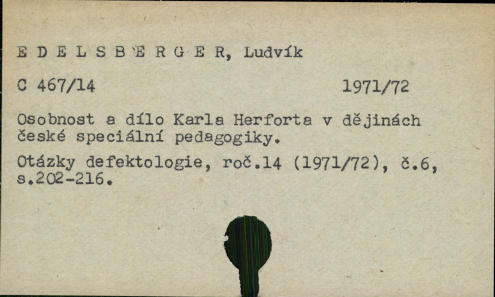 E D E L S B E R G E R, Ludvík
C 467/14 1971/72
Osobnost a dílo Karla Herforta v dějinách
české speciální pedagogiky.
Otázky defektologie, roč.14 (1971/72), č.6,
s.202-216.